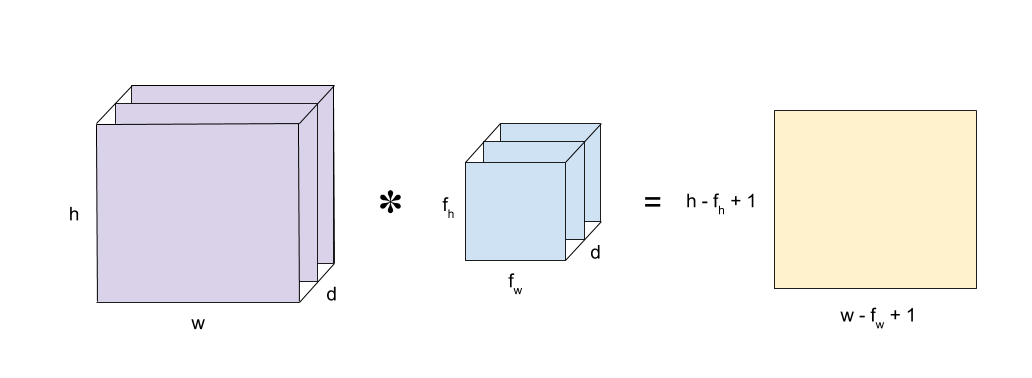 h
w
d
*
f_h
f_w
d
=
h - f_h + 1
w - f_w + 1